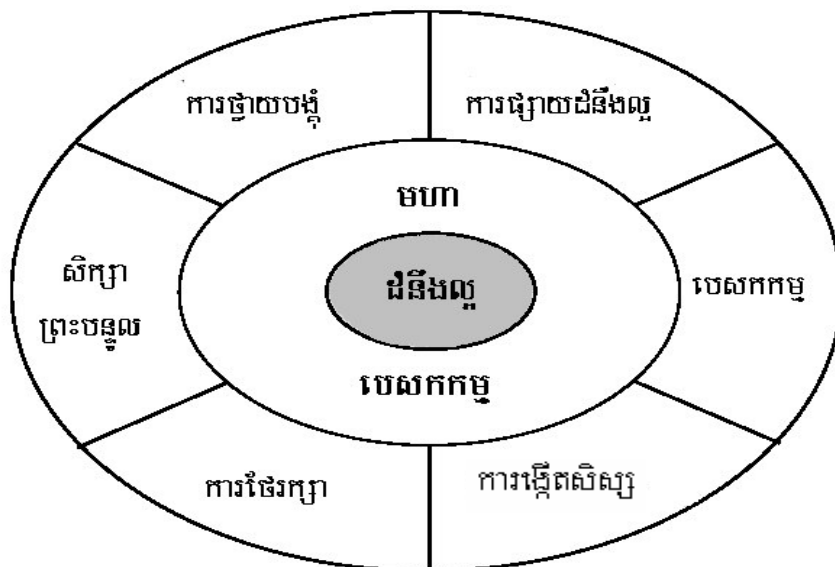 ការថ្វាយបង្គុំ
ការផ្សាយដំនឹងល្អ
មហា
សិក្សា
ព្រះបន្ទូល
ដំនឹងល្អ
បេសកកម្ម
បេសកកម្ម
ការថែរក្សា
ការង្កើតសិស្ស